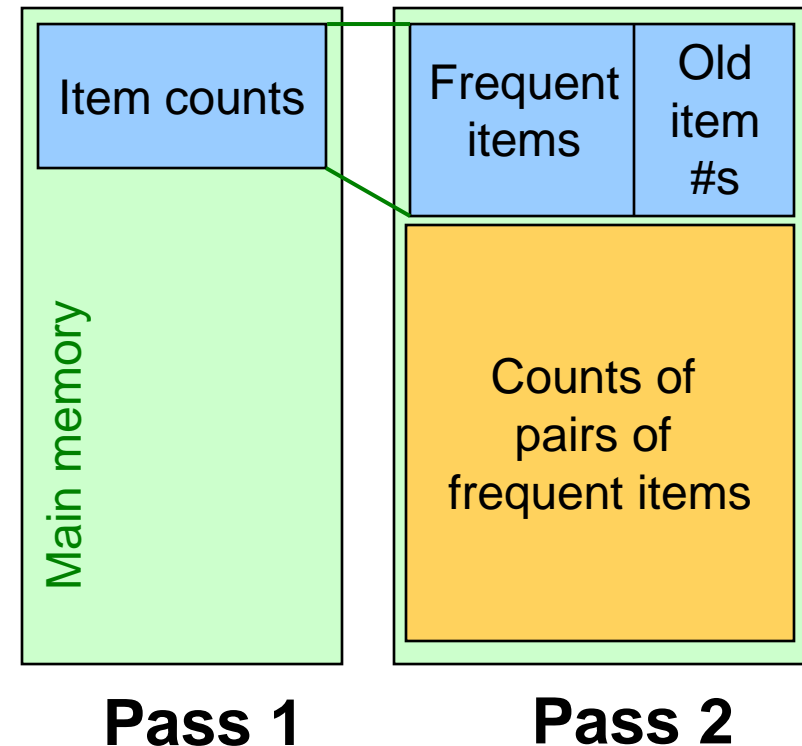 Item counts
Main memory
Pass 1
Frequent
items
Old
item
#s
Counts of
pairs of
frequent items
Pass 2